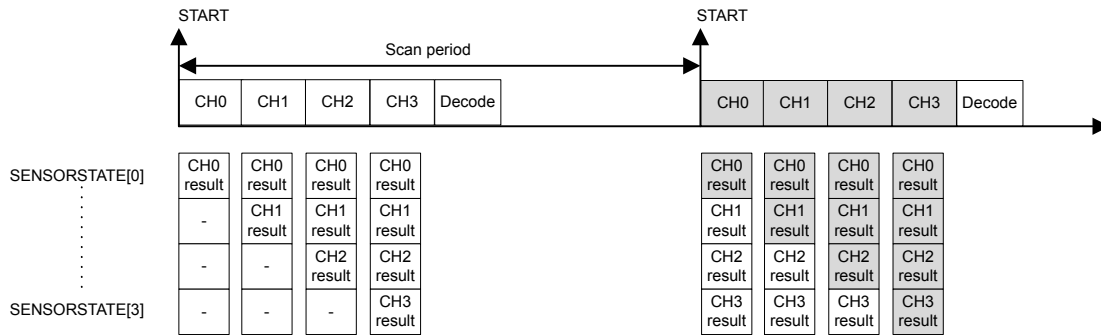 START START
Scan period
CH0 CH1 CH2 CH3 Decode CH0 CH1 CH2 CH3 Decode
SENSORSTATE[0] CH0 result CH0 result CH0 result CH0 result CH0 result CH0 result CH0 result CH0 result
- CH1 result CH1 result CH1 result CH1 result CH1 result CH1 result CH1 result
- - CH2 result CH2 result CH2 result CH2 result CH2 result CH2 result
SENSORSTATE[3] - - - CH3 result CH3 result CH3 result CH3 result CH3 result